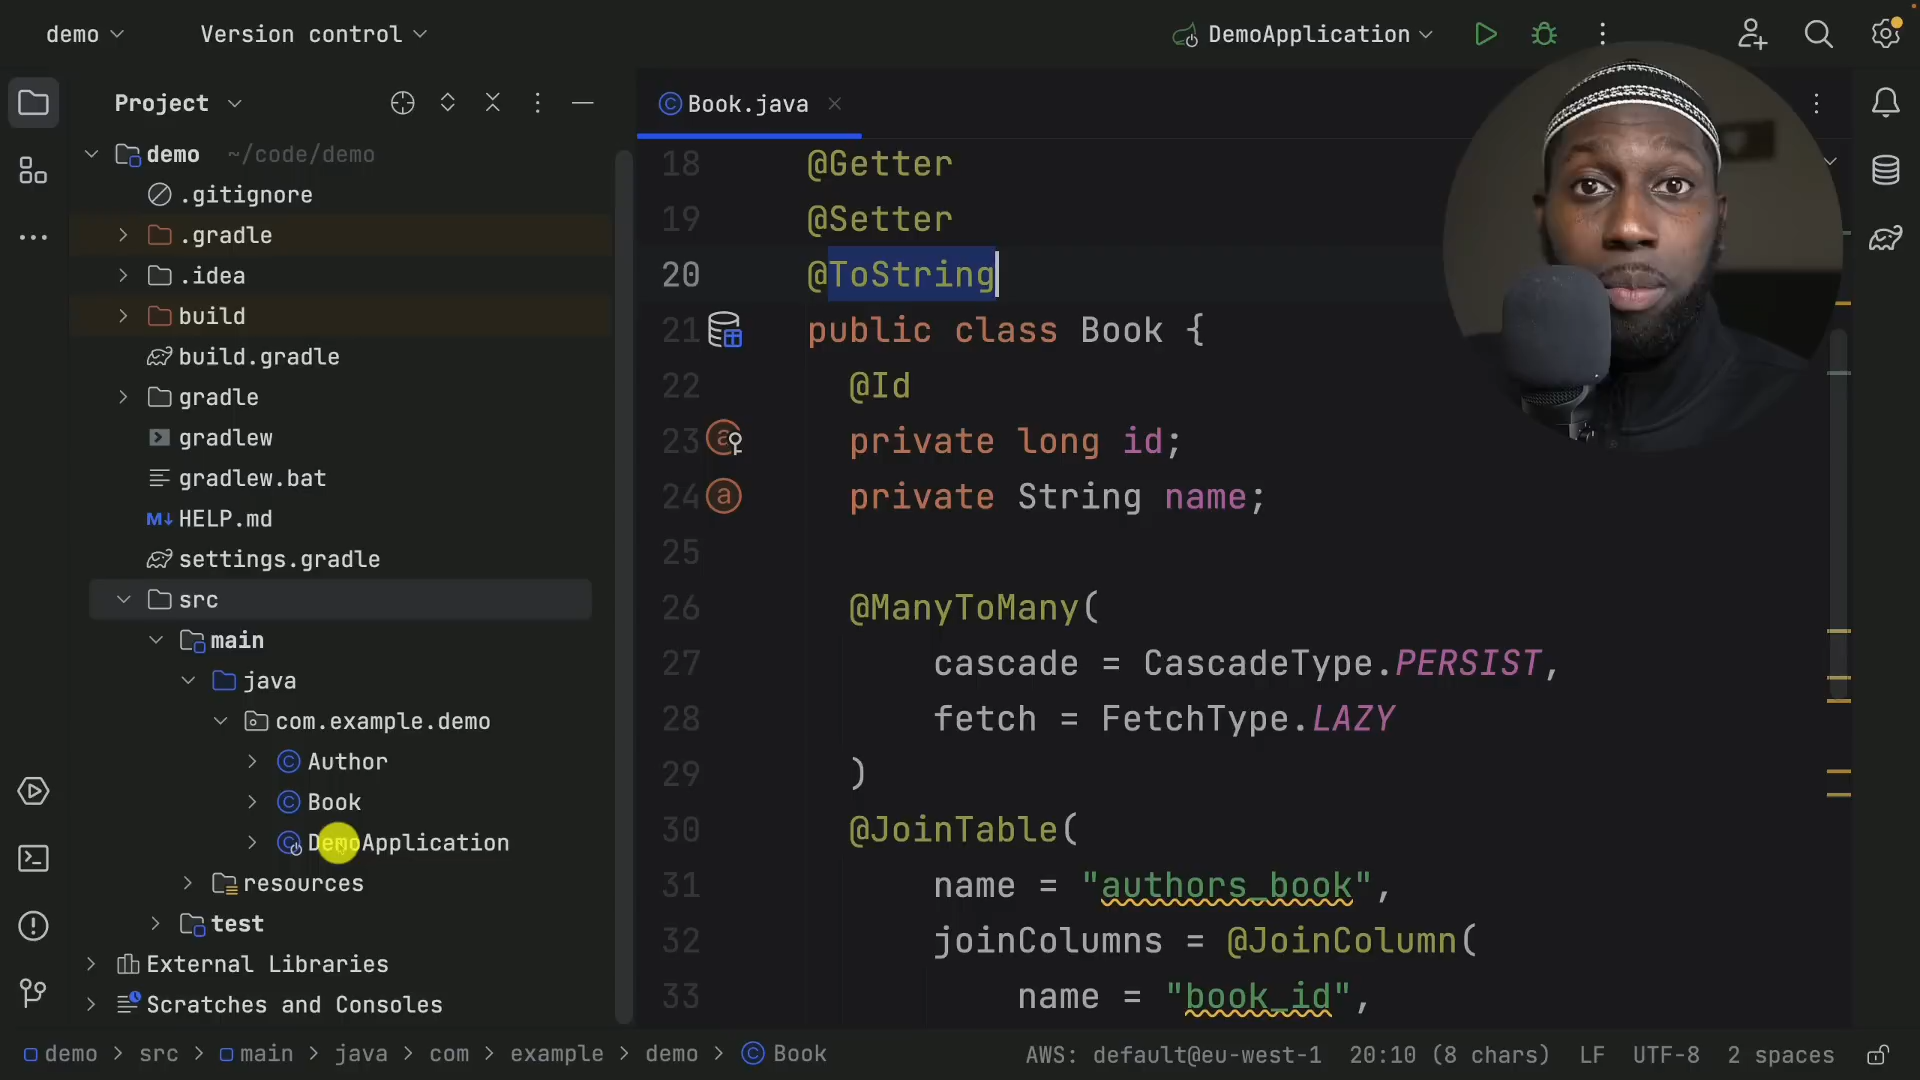 demo
Version control
DemoApplication
Project
Book.java
demo ~/code/demo
.gitignore
.gradle
.idea
build
build.gradle
gradle
gradlew
gradlew.bat
M↓ HELP.md
settings.gradle
src
main
java
com.example.demo
Author
Book
DemoApplication
resources
test
External Libraries
Scratches and Consoles
18 @Getter
19 @Setter
20 @ToString
21 public class Book {
22 @Id
23 private long id;
24 private String name;
25
26 @ManyToMany(
27 cascade = CascadeType.PERSIST,
28 fetch = FetchType.LAZY
29 )
30 @JoinTable(
31 name = "authors_book",
32 joinColumns = @JoinColumn(
33 name = "book_id",
demo > src > main > java > com > example > demo > Book
AWS: default@eu-west-1 20:10 (8 chars) LF UTF-8 2 spaces